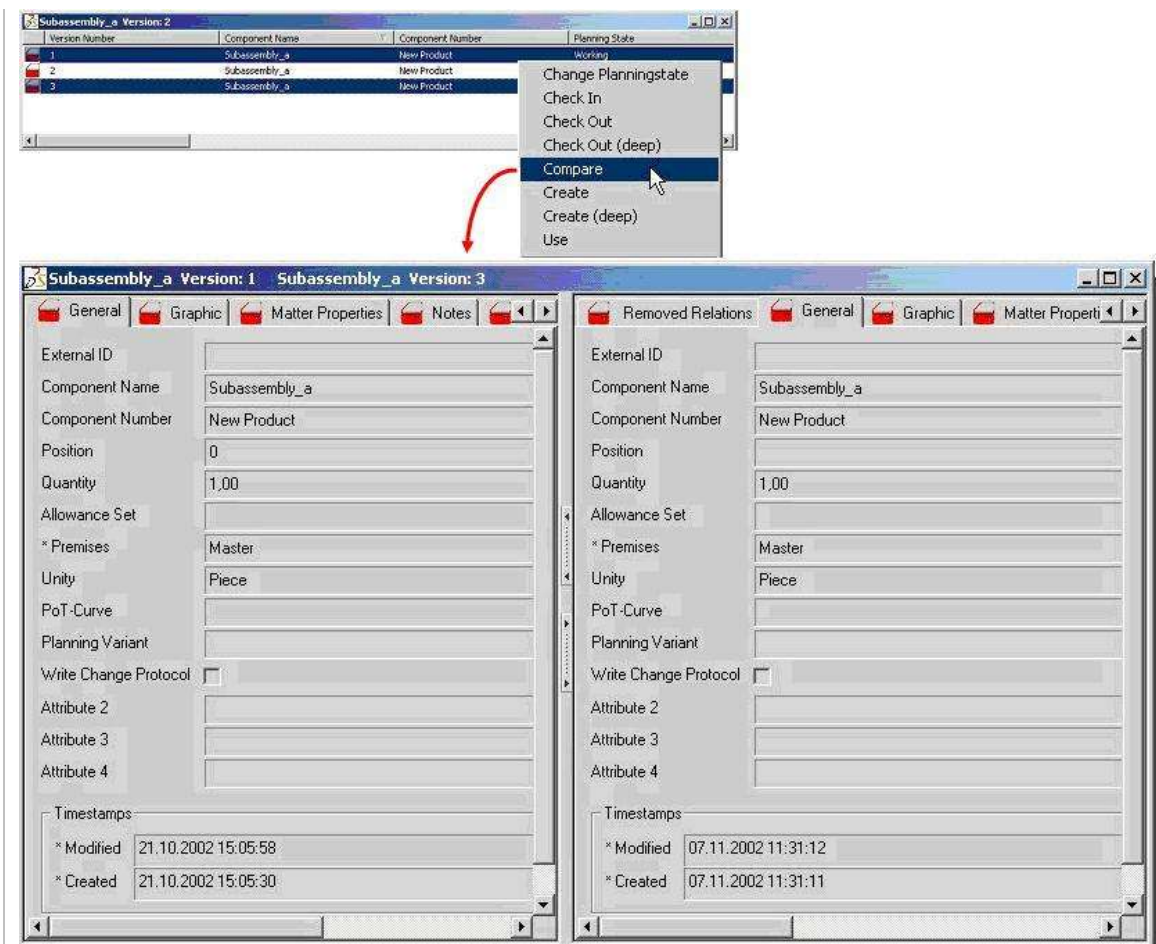 Subassembly_a Version: 2
Version Number Component Name Component Number Planning State
1 Subassembly_a New Product Working
2 Subassembly_a New Product
3 Subassembly_a New Product
Change Planningstate
Check In
Check Out
Check Out (deep)
Compare
Create
Create (deep)
Use
Subassembly_a Version: 1 Subassembly_a Version: 3
General Graphic Matter Properties Notes Removed Relations General Graphic Matter Properti
External ID External ID
Component Name Subassembly_a Component Name Subassembly_a
Component Number New Product Component Number New Product
Position 0 Position
Quantity 1,00 Quantity 1,00
Allowance Set Allowance Set
* Premises Master * Premises Master
Unity Piece Unity Piece
PoT-Curve PoT-Curve
Planning Variant Planning Variant
Write Change Protocol Write Change Protocol
Attribute 2 Attribute 2
Attribute 3 Attribute 3
Attribute 4 Attribute 4
Timestamps Timestamps
* Modified 21.10.2002 15:05:58 * Modified 07.11.2002 11:31:12
* Created 21.10.2002 15:05:30 * Created 07.11.2002 11:31:11